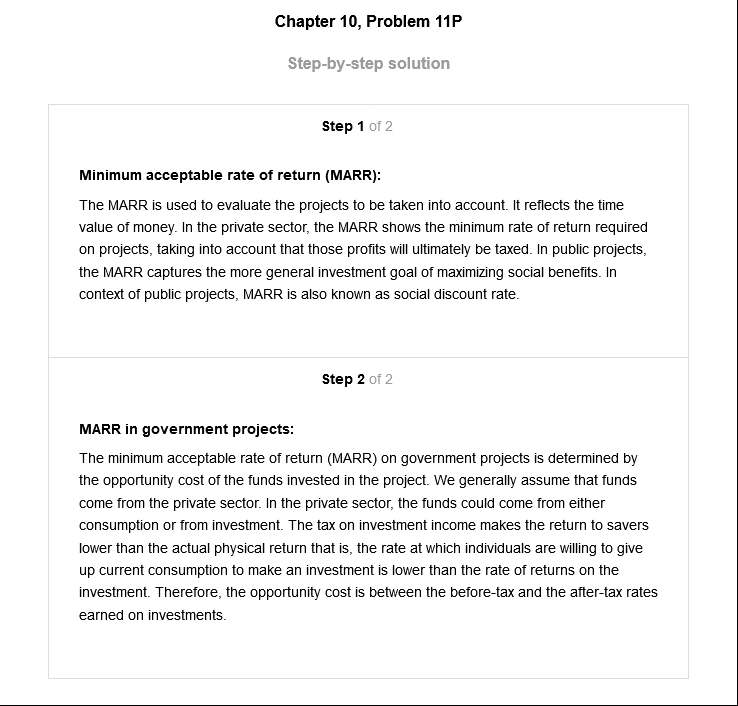 Chapter 10, Problem 11P
Step-by-step solution
Step 1 of 2
Minimum acceptable rate of return (MARR):
The MARR is used to evaluate the projects to be taken into account. It reflects the time
value of money. In the private sector, the MARR shows the minimum rate of return required
on projects, taking into account that those profits will ultimately be taxed. In public projects,
the MARR captures the more general investment goal of maximizing social benefits. In
context of public projects, MARR is also known as social discount rate.
Step 2 of 2
MARR in government projects:
The minimum acceptable rate of return (MARR) on government projects is determined by
the opportunity cost of the funds invested in the project. We generally assume that funds
come from the private sector. In the private sector, the funds could come from either
consumption or from investment. The tax on investment income makes the return to savers
lower than the actual physical return that is, the rate at which individuals are willing to give
up current consumption to make an investment is lower than the rate of returns on the
investment. Therefore, the opportunity cost is between the before-tax and the after-tax rates
earned on investments.